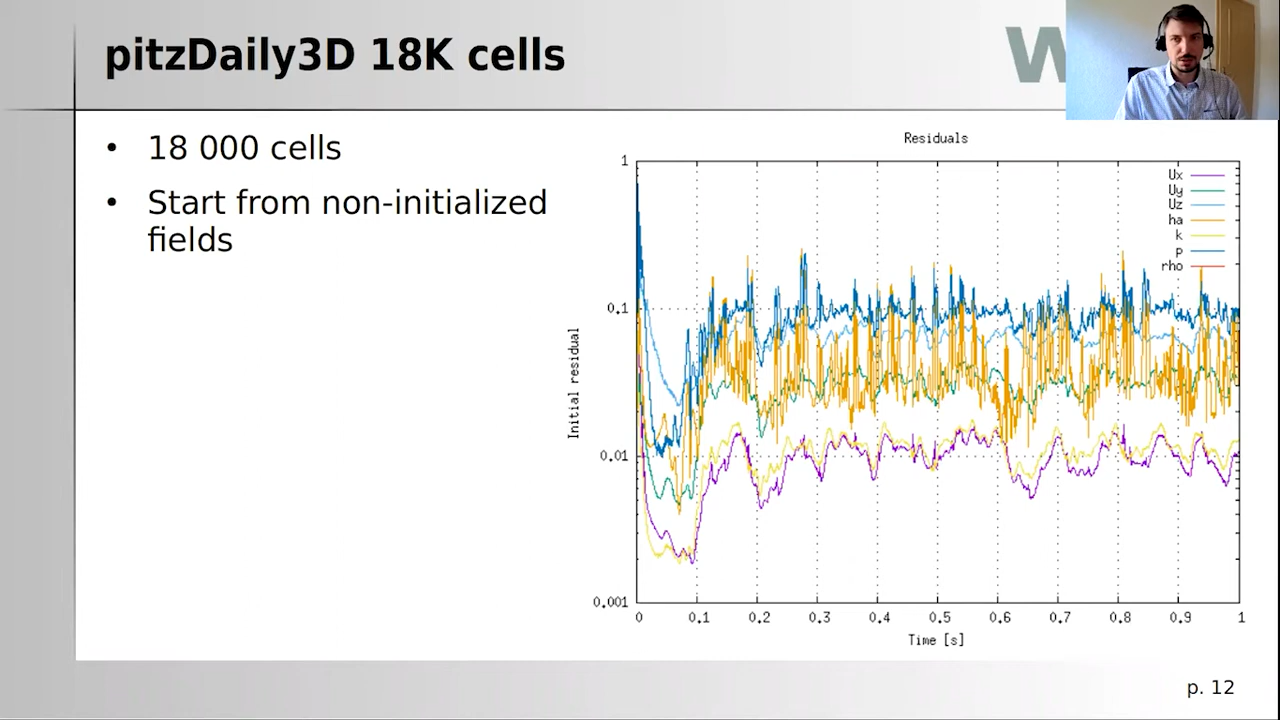 pitzDaily3D 18K cells
W
• 18 000 cells
• Start from non-initialized
fields
Residuals
Ux
Uy
Uz
ha
k
p
rho
1
0.1
0.01
0.001
Initial residual
0 0.1 0.2 0.3 0.4 0.5 0.6 0.7 0.8 0.9 1
Time [s]
p. 12